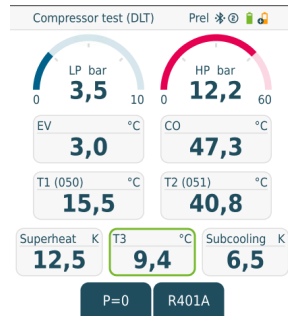 Compressor test (DLT) Prel
LP bar
3,5
0 10
HP bar
12,2
0 60
EV °C
3,0
CO °C
47,3
T1 (050) °C
15,5
T2 (051) °C
40,8
Superheat K
12,5
T3 °C
9,4
Subcooling K
6,5
P=0
R401A